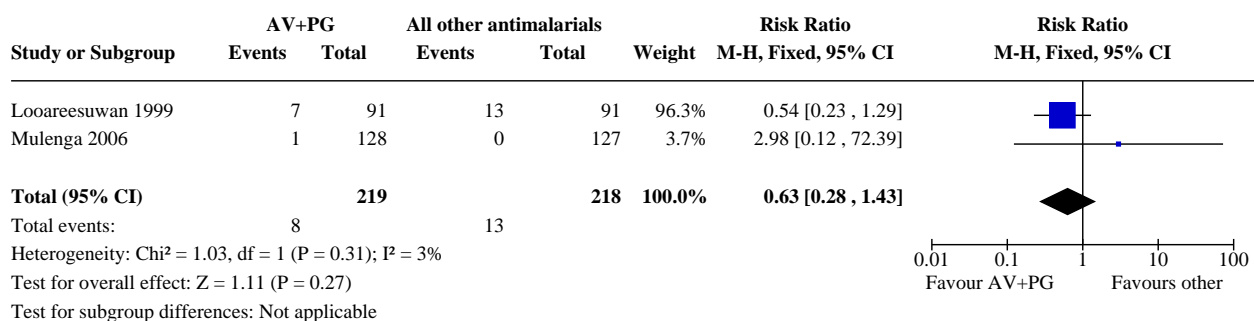 AV+PG All other antimalarials Risk Ratio Risk Ratio
Study or Subgroup Events Total Events Total Weight M-H, Fixed, 95% CI M-H, Fixed, 95% CI
Looareesuwan 1999 7 91 13 91 96.3% 0.54 [0.23 , 1.29]
Mulenga 2006 1 128 0 127 3.7% 2.98 [0.12 , 72.39]
Total (95% CI) 219 218 100.0% 0.63 [0.28 , 1.43]
Total events: 8 13
Heterogeneity: Chi² = 1.03, df = 1 (P = 0.31); I² = 3%
0.01 0.1 1 10 100
Test for overall effect: Z = 1.11 (P = 0.27)
Favour AV+PG Favours other
Test for subgroup differences: Not applicable